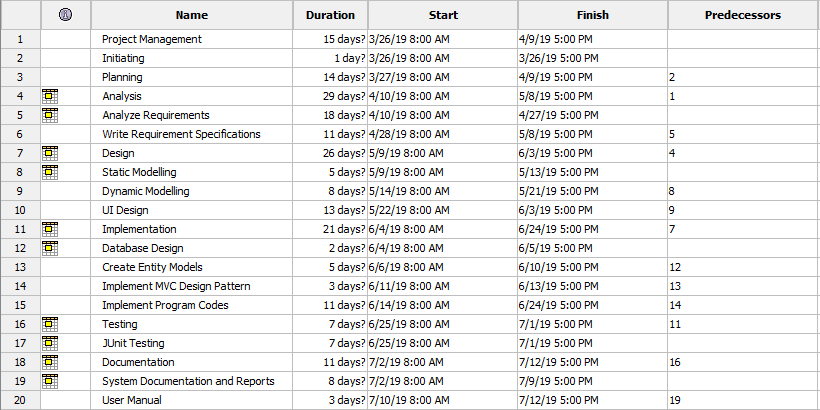 Name Duration Start Finish Predecessors
1 Project Management 15 days? 3/26/19 8:00 AM 4/9/19 5:00 PM
2 Initiating 1 day? 3/26/19 8:00 AM 3/26/19 5:00 PM
3 Planning 14 days? 3/27/19 8:00 AM 4/9/19 5:00 PM 2
4 Analysis 29 days? 4/10/19 8:00 AM 5/8/19 5:00 PM 1
5 Analyze Requirements 18 days? 4/10/19 8:00 AM 4/27/19 5:00 PM
6 Write Requirement Specifications 11 days? 4/28/19 8:00 AM 5/8/19 5:00 PM 5
7 Design 26 days? 5/9/19 8:00 AM 6/3/19 5:00 PM 4
8 Static Modelling 5 days? 5/9/19 8:00 AM 5/13/19 5:00 PM
9 Dynamic Modelling 8 days? 5/14/19 8:00 AM 5/21/19 5:00 PM 8
10 UI Design 13 days? 5/22/19 8:00 AM 6/3/19 5:00 PM 9
11 Implementation 21 days? 6/4/19 8:00 AM 6/24/19 5:00 PM 7
12 Database Design 2 days? 6/4/19 8:00 AM 6/5/19 5:00 PM
13 Create Entity Models 5 days? 6/6/19 8:00 AM 6/10/19 5:00 PM 12
14 Implement MVC Design Pattern 3 days? 6/11/19 8:00 AM 6/13/19 5:00 PM 13
15 Implement Program Codes 11 days? 6/14/19 8:00 AM 6/24/19 5:00 PM 14
16 Testing 7 days? 6/25/19 8:00 AM 7/1/19 5:00 PM 11
17 JUnit Testing 7 days? 6/25/19 8:00 AM 7/1/19 5:00 PM
18 Documentation 11 days? 7/2/19 8:00 AM 7/12/19 5:00 PM 16
19 System Documentation and Reports 8 days? 7/2/19 8:00 AM 7/9/19 5:00 PM
20 User Manual 3 days? 7/10/19 8:00 AM 7/12/19 5:00 PM 19